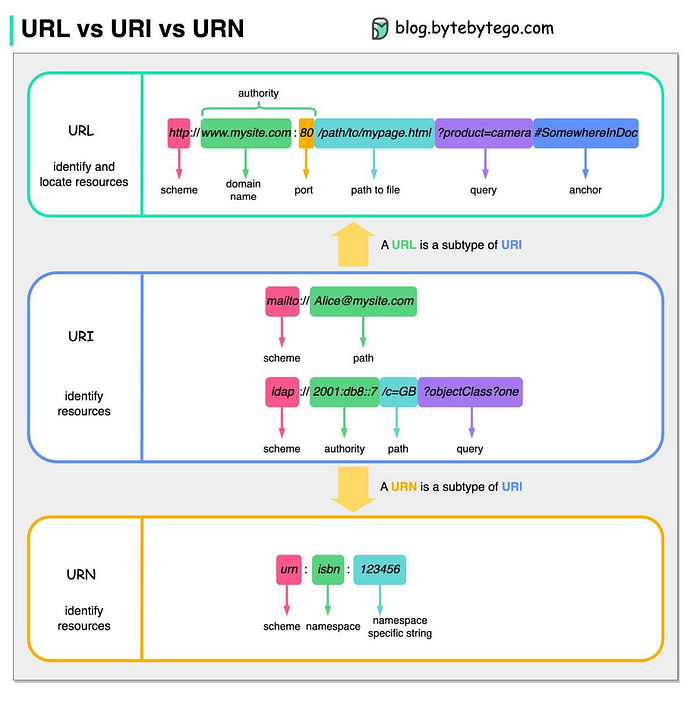 URL vs URI vs URN
blog.bytebytego.com
authority
URL
http:// www.mysite.com : 80 /path/to/mypage.html ?product=camera #SomewhereInDoc
identify and
locate resources
scheme
domain
name
port
path to file
query
anchor
A URL is a subtype of URI
mailto:// Alice@mysite.com
URI
scheme
path
identify
resources
ldap :// 2001:db8::7 /c=GB ?objectClass?one
scheme
authority
path
query
A URN is a subtype of URI
URN
urn : isbn : 123456
identify
resources
scheme
namespace
namespace
specific string